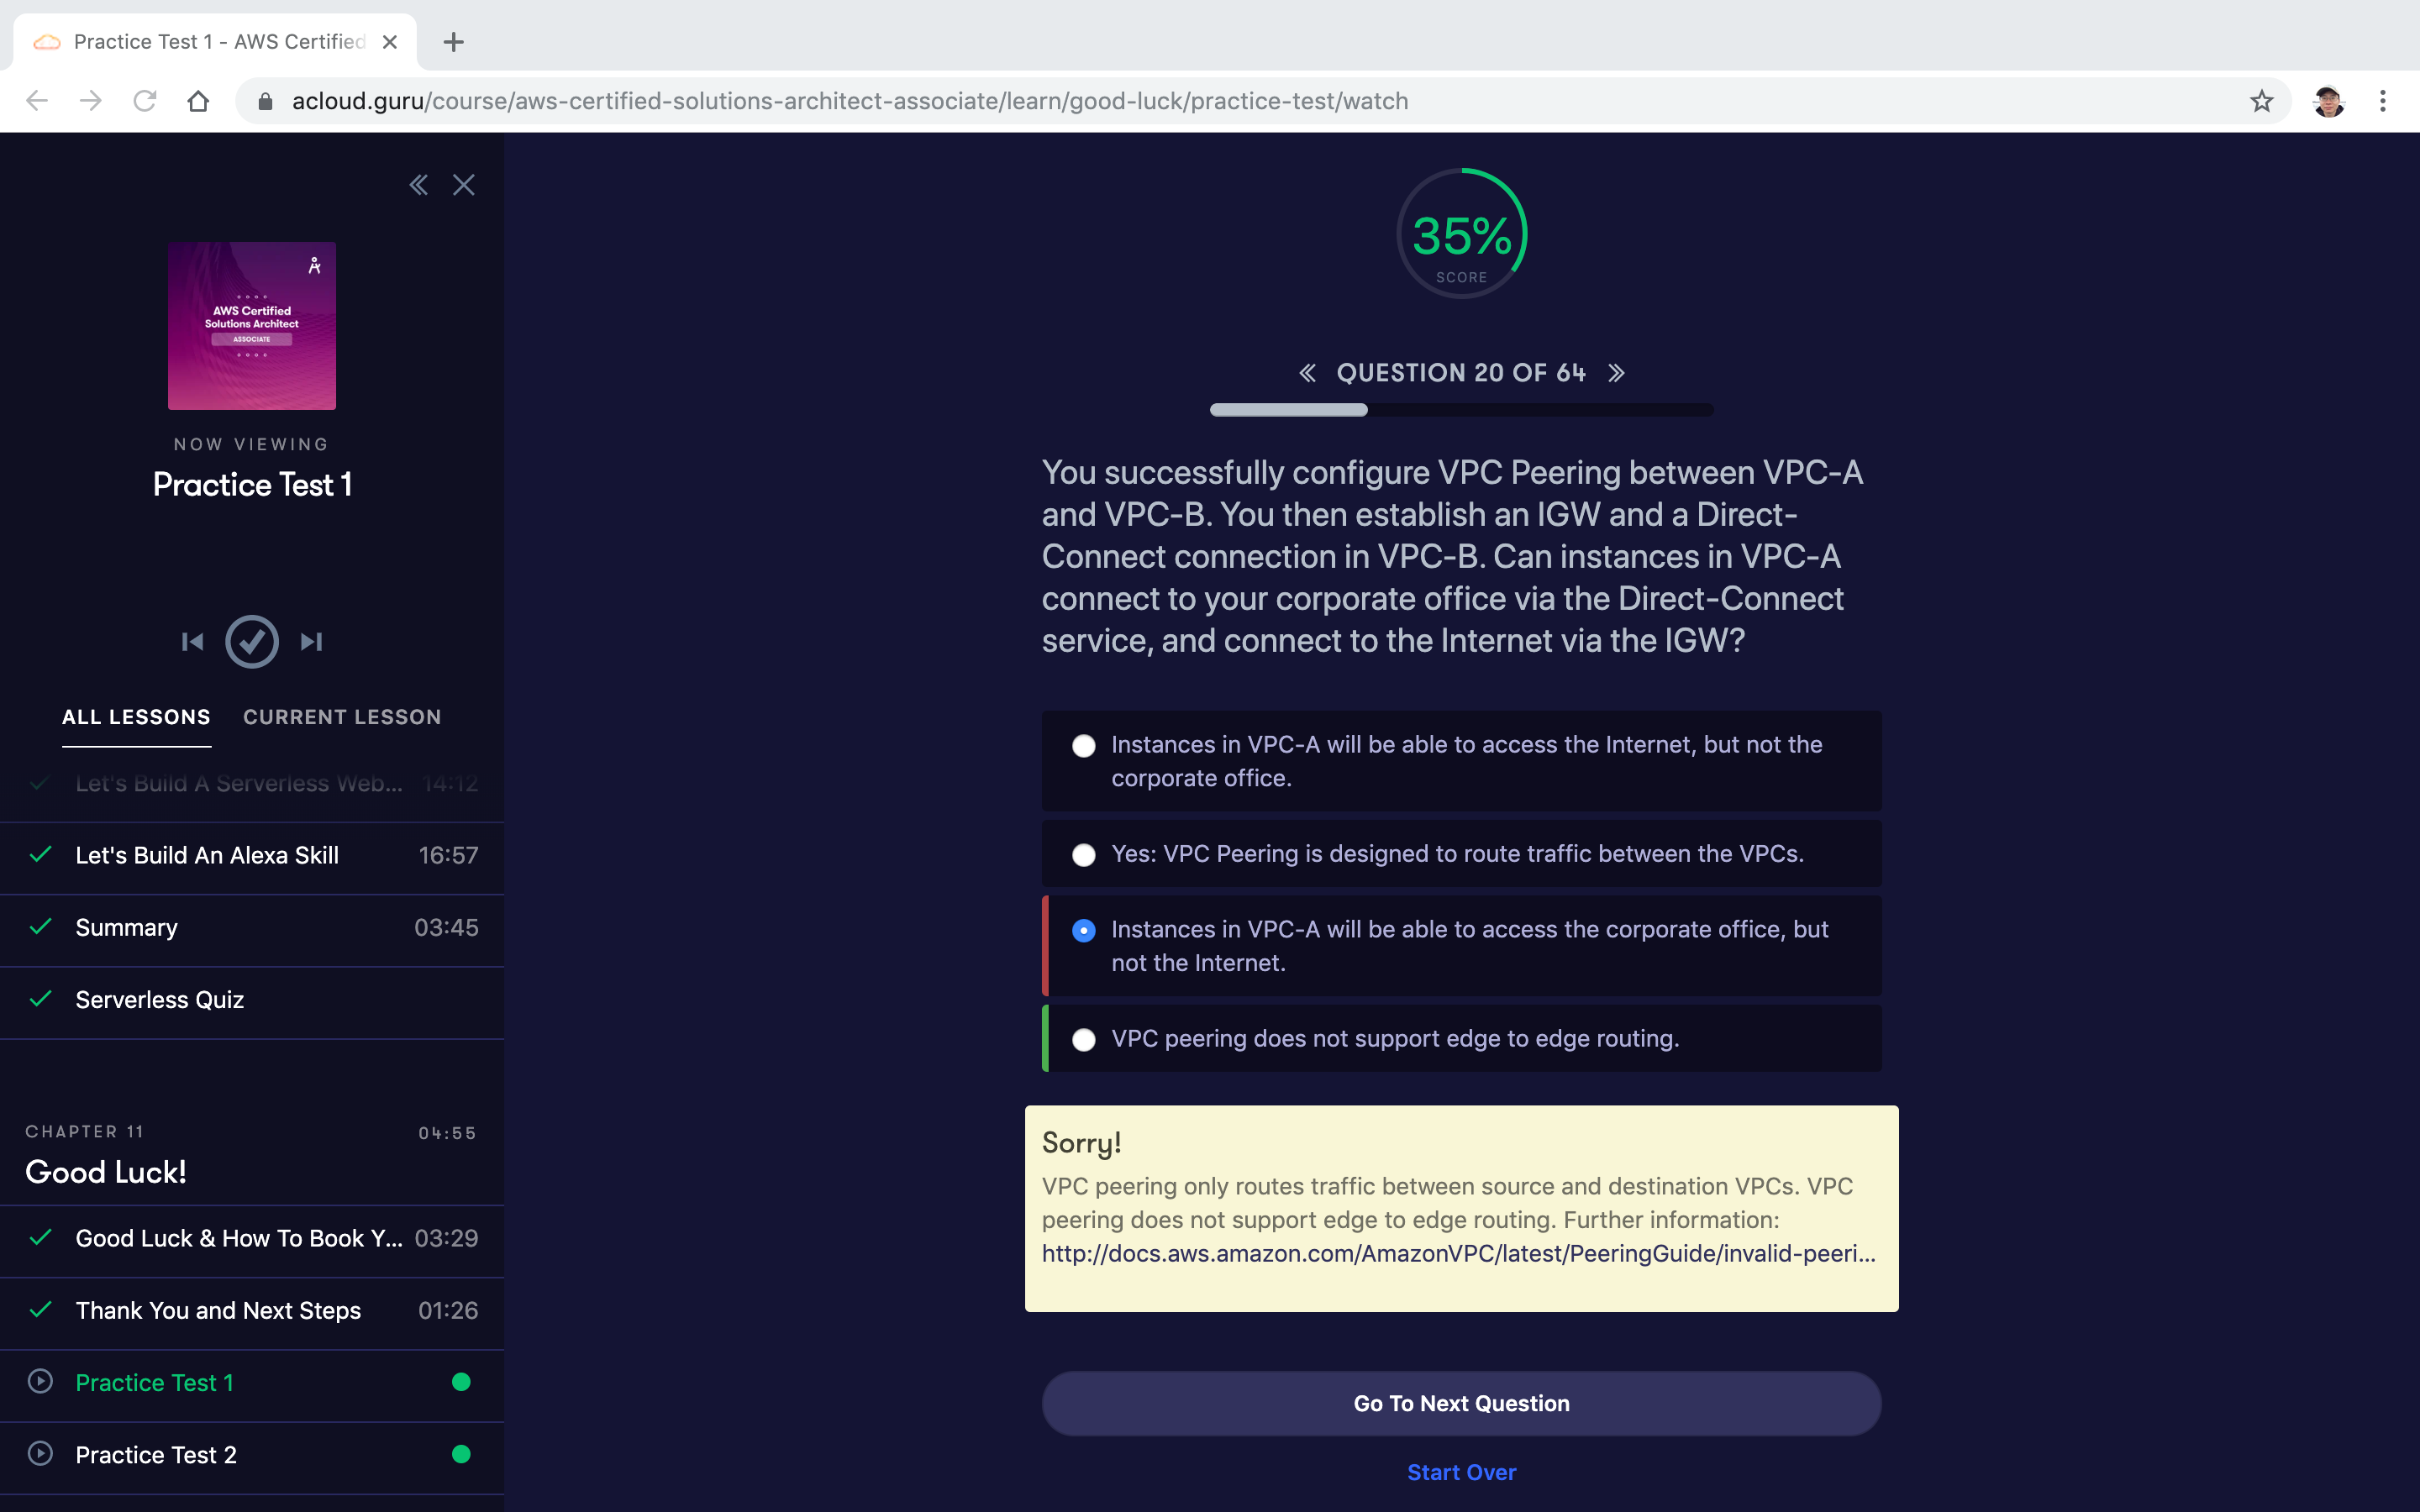 Practice Test 1 - AWS Certified
acloud.guru/course/aws-certified-solutions-architect-associate/learn/good-luck/practice-test/watch
AWS Certified
Solutions Architect
ASSOCIATE
NOW VIEWING
Practice Test 1
ALL LESSONS CURRENT LESSON
Let's Build A Serverless Web... 14:12
Let's Build An Alexa Skill 16:57
Summary 03:45
Serverless Quiz
CHAPTER 11 04:55
Good Luck!
Good Luck & How To Book Y... 03:29
Thank You and Next Steps 01:26
Practice Test 1
Practice Test 2
35%
SCORE
QUESTION 20 OF 64
You successfully configure VPC Peering between VPC-A
and VPC-B. You then establish an IGW and a Direct-
Connect connection in VPC-B. Can instances in VPC-A
connect to your corporate office via the Direct-Connect
service, and connect to the Internet via the IGW?
Instances in VPC-A will be able to access the Internet, but not the
corporate office.
Yes: VPC Peering is designed to route traffic between the VPCs.
Instances in VPC-A will be able to access the corporate office, but
not the Internet.
VPC peering does not support edge to edge routing.
Sorry!
VPC peering only routes traffic between source and destination VPCs. VPC
peering does not support edge to edge routing. Further information:
http://docs.aws.amazon.com/AmazonVPC/latest/PeeringGuide/invalid-peeri...
Go To Next Question
Start Over